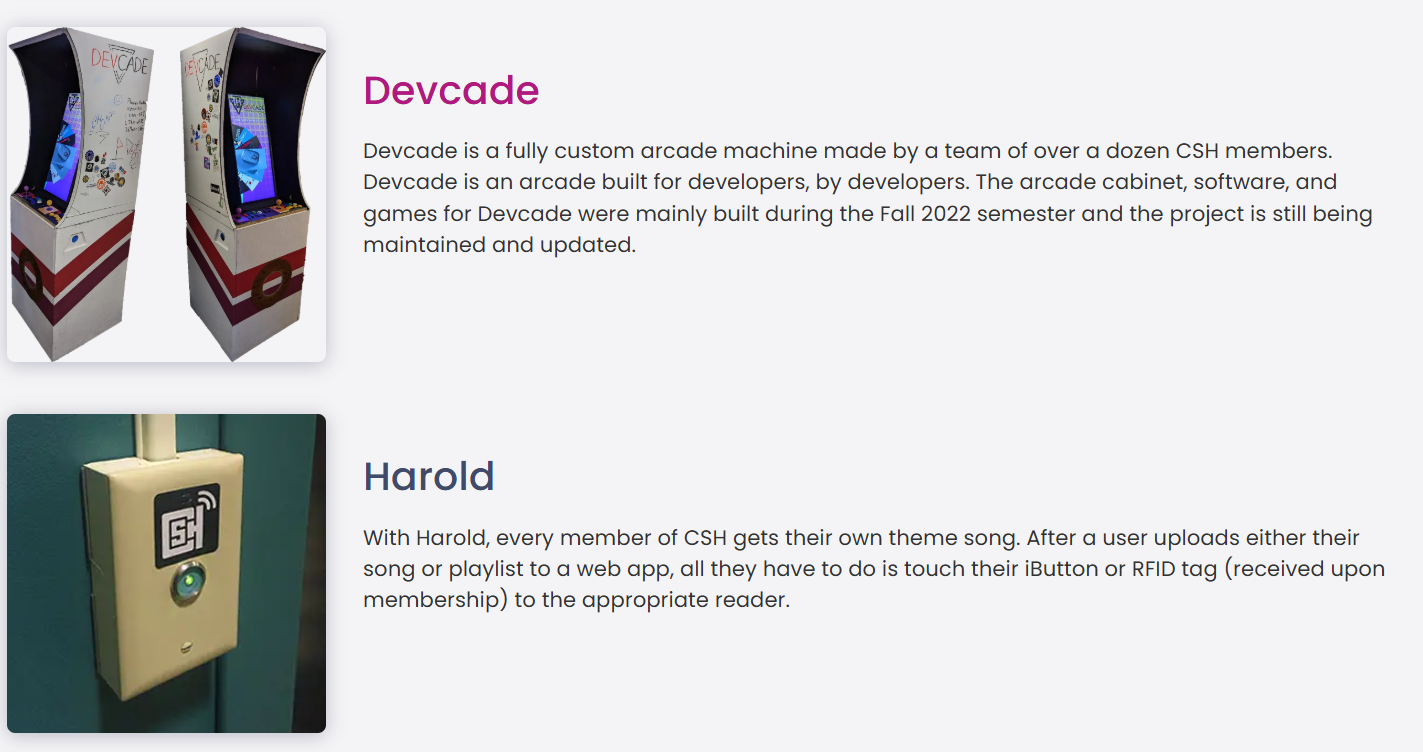 DEVCADE
DEVCADE
Devcade
Devcade is a fully custom arcade machine made by a team of over a dozen CSH members.
Devcade is an arcade built for developers, by developers. The arcade cabinet, software, and
games for Devcade were mainly built during the Fall 2022 semester and the project is still being
maintained and updated.
CSH
Harold
With Harold, every member of CSH gets their own theme song. After a user uploads either their
song or playlist to a web app, all they have to do is touch their iButton or RFID tag (received upon
membership) to the appropriate reader.